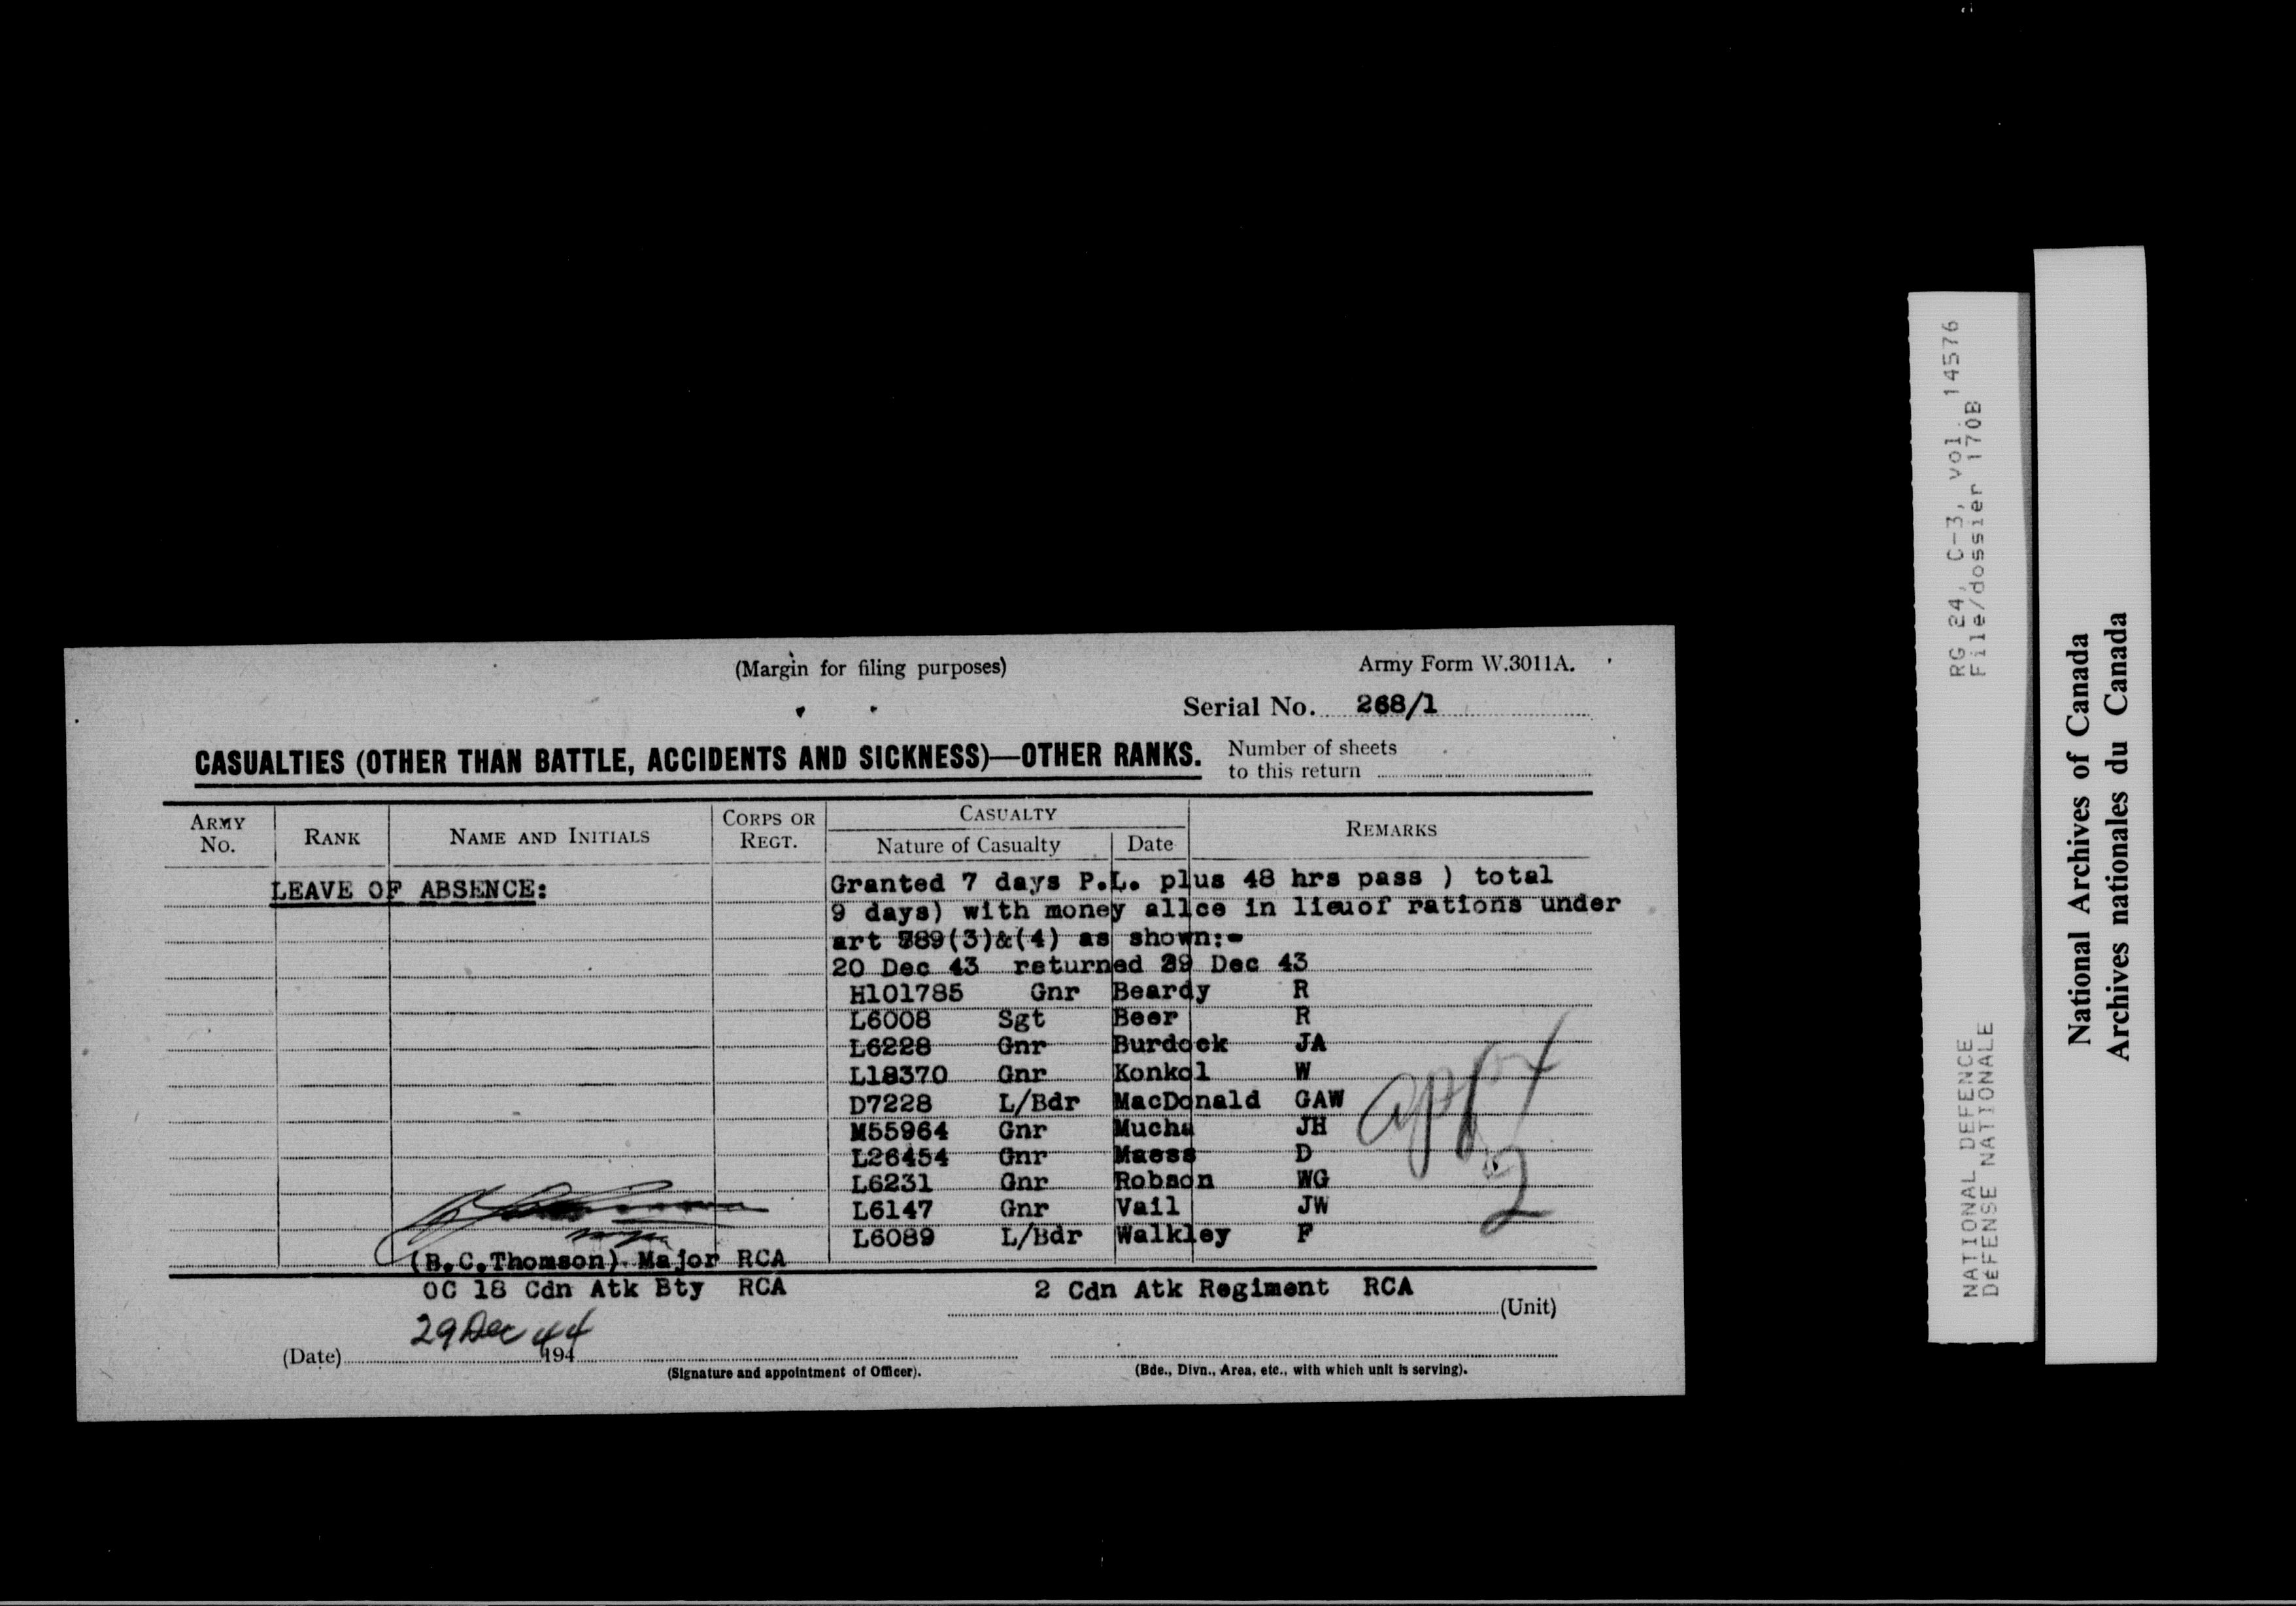 (Margin for filing purposes)
Army Form W.3011A.
Serial No. 268/1
CASUALTIES (OTHER THAN BATTLE, ACCIDENTS AND SICKNESS)—OTHER RANKS.
Number of sheets
to this return
ARMY No.
RANK
NAME AND INITIALS
CORPS OR REGT.
CASUALTY
Nature of Casualty
Date
REMARKS
LEAVE OF ABSENCE:
Granted 7 days P.L. plus 48 hrs pass ) total
9 days) with money allce in lieuof rations under
art 389(3)&(4) as shown:-
20 Dec 43 returned 29 Dec 43
H101785 Gnr Beardy R
L6008 Sgt Beer R
L6228 Gnr Burdock JA
L18370 Gnr Konkol W
D7228 L/Bdr MacDonald GAW
M55964 Gnr Mucha JH
L26454 Gnr Maess D
L6231 Gnr Robson WG
L6147 Gnr Vail JW
L6089 L/Bdr Walkley F
app 7
2
(B.C.Thomson) Major RCA
OC 18 Cdn Atk Bty RCA
2 Cdn Atk Regiment RCA
(Unit)
29 Dec 44
(Date) 194
(Signature and appointment of Officer).
(Bde., Divn., Area, etc., with which unit is serving).
RG 24, C-3, vol. 14576
File/dossier 170B
NATIONAL DEFENCE
DÉFENSE NATIONALE
National Archives of Canada
Archives nationales du Canada